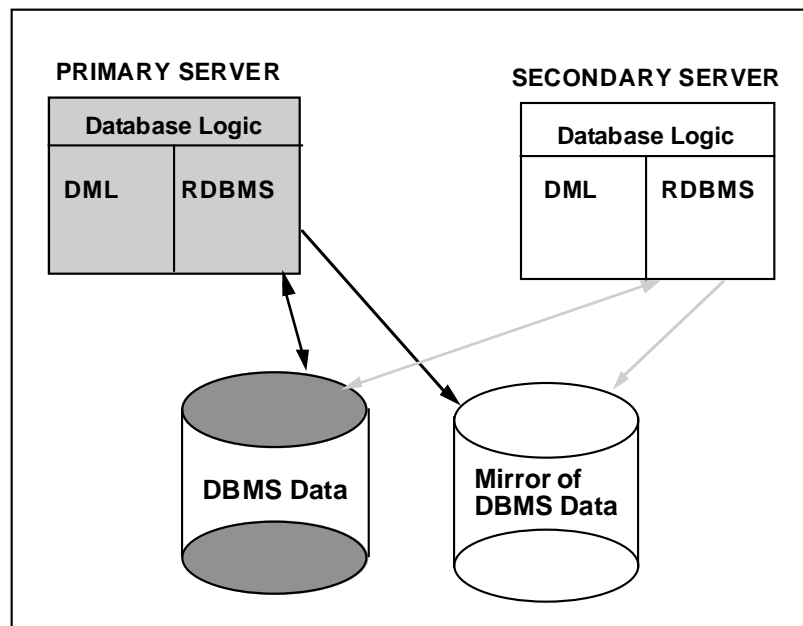 PRIMARY SERVER
Database Logic
DML
RDBMS
SECONDARY SERVER
Database Logic
DML
RDBMS
DBMS Data
Mirror of
DBMS Data